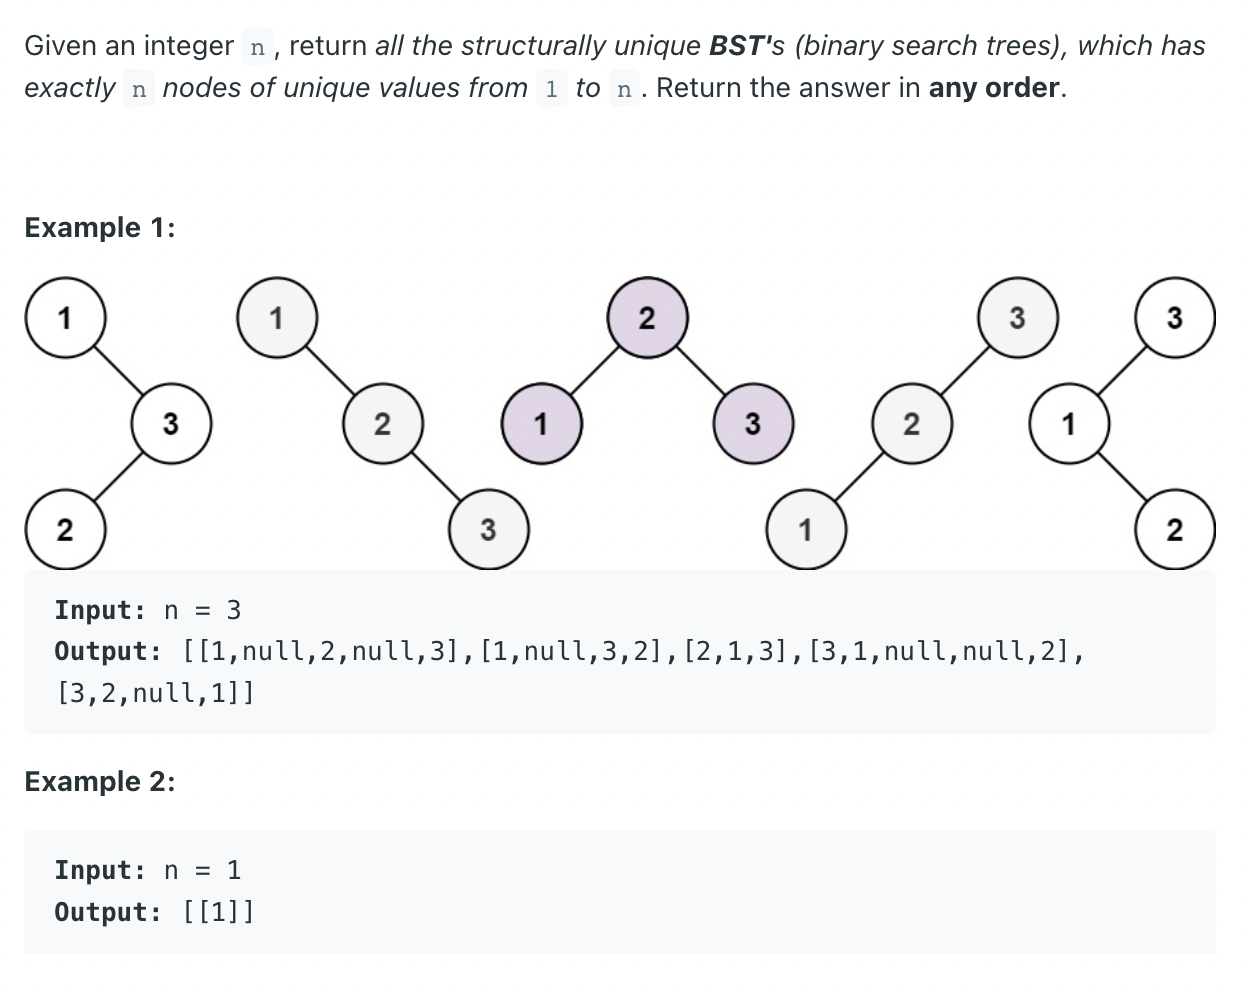 Given an integer n, return all the structurally unique BST's (binary search trees), which has
exactly n nodes of unique values from 1 to n. Return the answer in any order.
Example 1:
1 1 2 3 3
3 2 1 3 2 1
2 3 1 2
Input: n = 3
Output: [[1,null,2,null,3],[1,null,3,2],[2,1,3],[3,1,null,null,2],
[3,2,null,1]]
Example 2:
Input: n = 1
Output: [[1]]